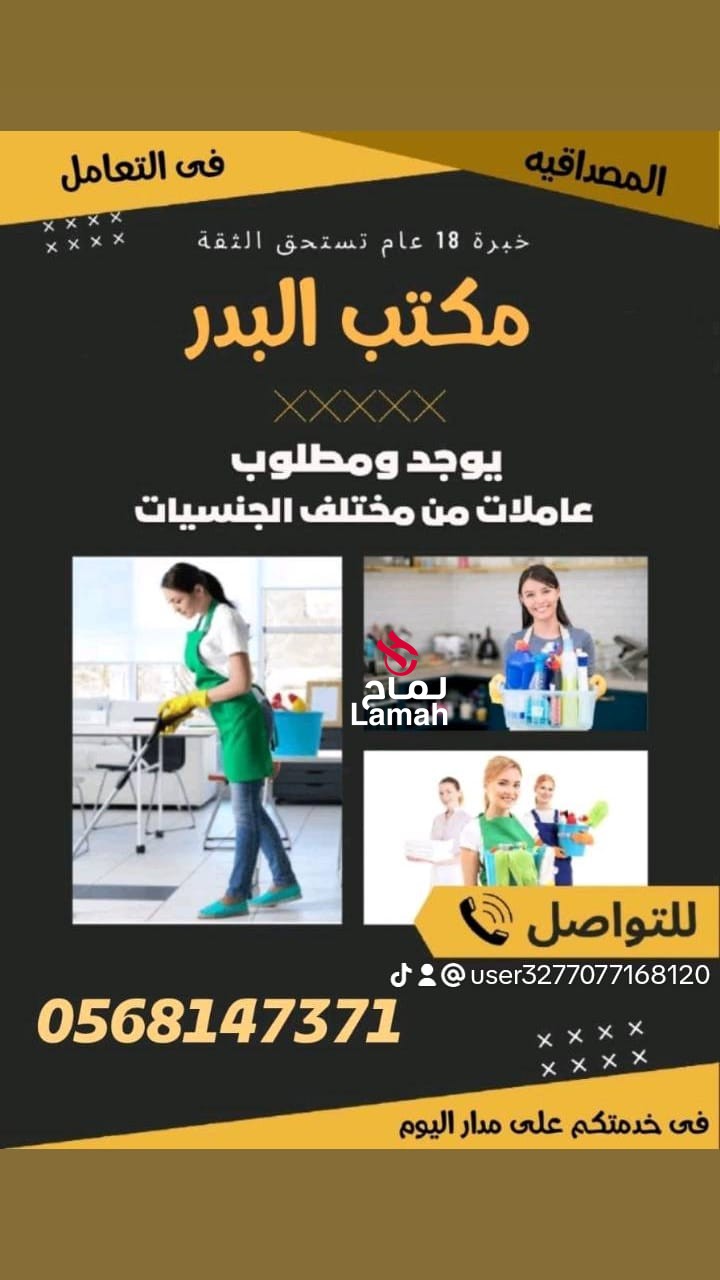 المصداقيه
فى التعامل
خبرة 18 عام تستحق الثقة
مكتب البدر
يوجد ومطلوب
عاملات من مختلف الجنسيات
لماح
Lamah
للتواصل
@user3277077168120
0568147371
فى خدمتكم على مدار اليوم